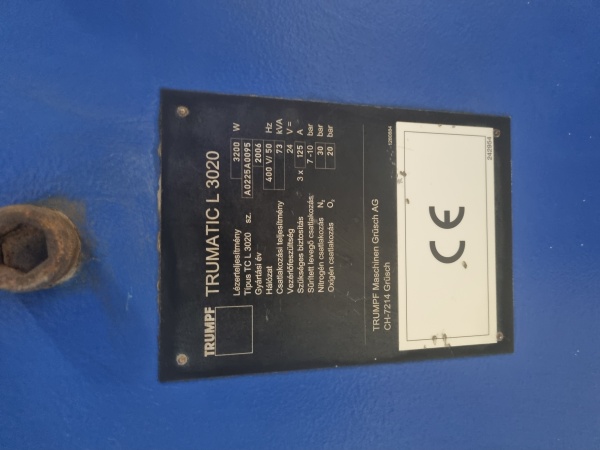 TRUMPF TRUMATIC L 3020
Lézerteljesítmény 3200 W
Típus TC L 3020 sz. A0225A0095
Gyártási év 2006
Hálózat 400 V/ 50 Hz
Csatlakozási teljesítmény 73 kVA
Vezérlőfeszültség 24 V=
Szükséges biztosítás 3 x 125 A
Sűrített levegő csatlakozás 7 -10 bar
Nitrogén csatlakozás N₂ 30 bar
Oxigén csatlakozás O₂ 20 bar
TRUMPF Maschinen Grüsch AG
CH-7214 Grüsch
CE